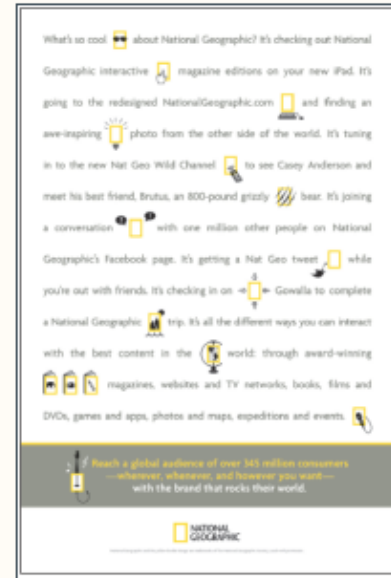 What's so cool about National Geographic? It's checking out National
Geographic interactive magazine editions on your new iPad. It's
going to the redesigned NationalGeographic.com and finding an
awe-inspiring photo from the other side of the world. It's tuning
in to the new Nat Geo Wild Channel to see Casey Anderson and
meet his best friend, Brutus, an 800-pound grizzly bear. It's joining
a conversation with one million other people on National
Geographic's Facebook page. It's getting a Nat Geo tweet while
you're out with friends. It's checking in on Gowalla to complete
a National Geographic trip. It's all the different ways you can interact
with the best content in the world: through award-winning
magazines, websites and TV networks, books, films and
DVDs, games and apps, photos and maps, expeditions and events.
Reach a global audience of over 345 million consumers
—wherever, whenever, and however you want—
with the brand that rocks their world.
NATIONAL
GEOGRAPHIC